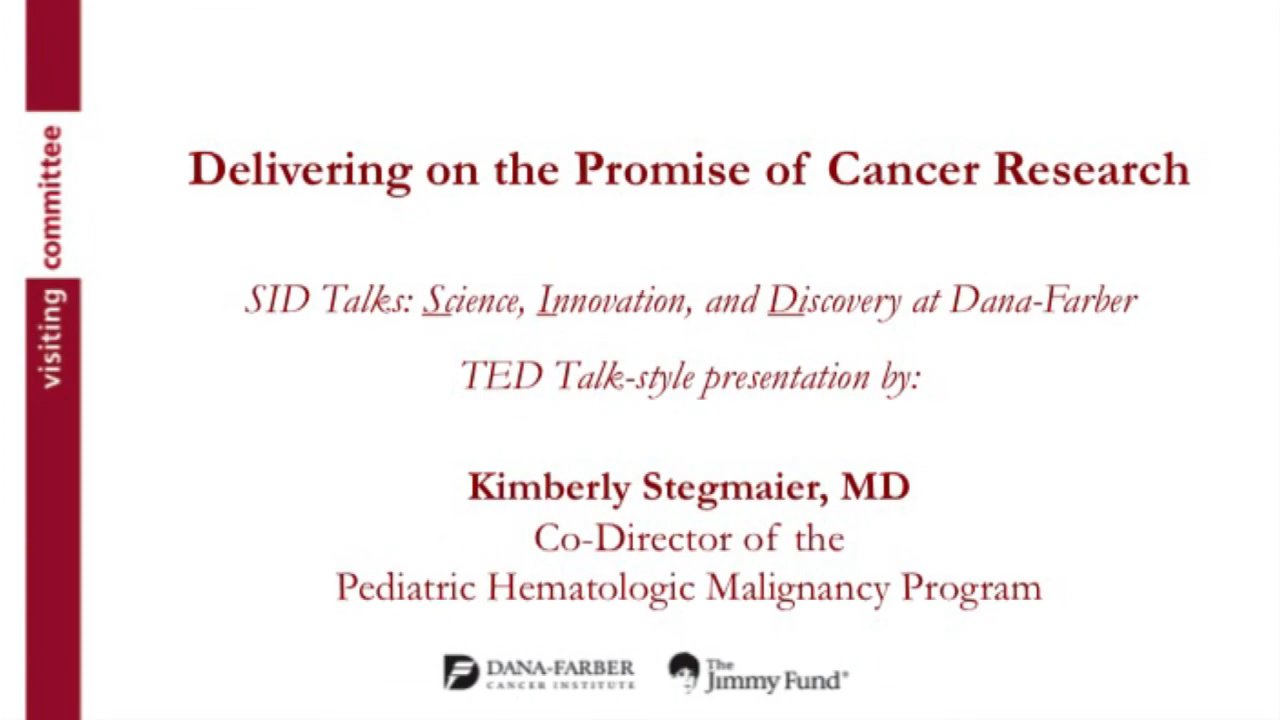 visiting committee
Delivering on the Promise of Cancer Research
SID Talks: Science, Innovation, and Discovery at Dana-Farber
TED Talk-style presentation by:
Kimberly Stegmaier, MD
Co-Director of the
Pediatric Hematologic Malignancy Program
DANA-FARBER
CANCER INSTITUTE
The
Jimmy Fund®